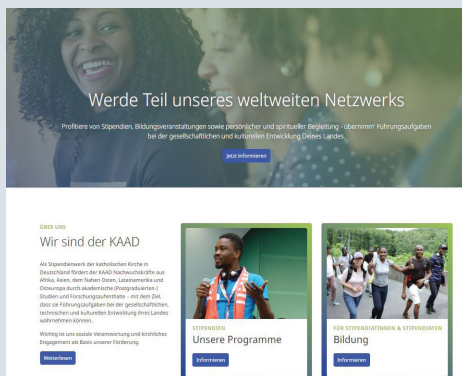 Werde Teil unseres weltweiten Netzwerks
Profitiere von Stipendien, Bildungsveranstaltungen sowie persönlicher und spiritueller Begleitung - übernimm' Führungsaufgaben
bei der gesellschaftlichen und kulturellen Entwicklung Deines Landes.
Jetzt informieren
ÜBER UNS
Wir sind der KAAD
Als Stipendienwerk der katholischen Kirche in
Deutschland fördert der KAAD Nachwuchskräfte aus
Afrika, Asien, dem Nahen Osten, Lateinamerika und
Osteuropa durch akademische (Postgraduierten-)
Studien und Forschungsaufenthalte - mit dem Ziel,
dass sie Führungsaufgaben bei der gesellschaftlichen,
technischen und kulturellen Entwicklung ihres Landes
wahrnehmen können.
Wichtig ist uns soziale Verantwortung und kirchliches
Engagement als Basis unserer Förderung.
Weiterlesen
STIPENDIEN
Unsere Programme
Informieren
FÜR STIPENDIATINNEN & STIPENDIATEN
Bildung
Informieren